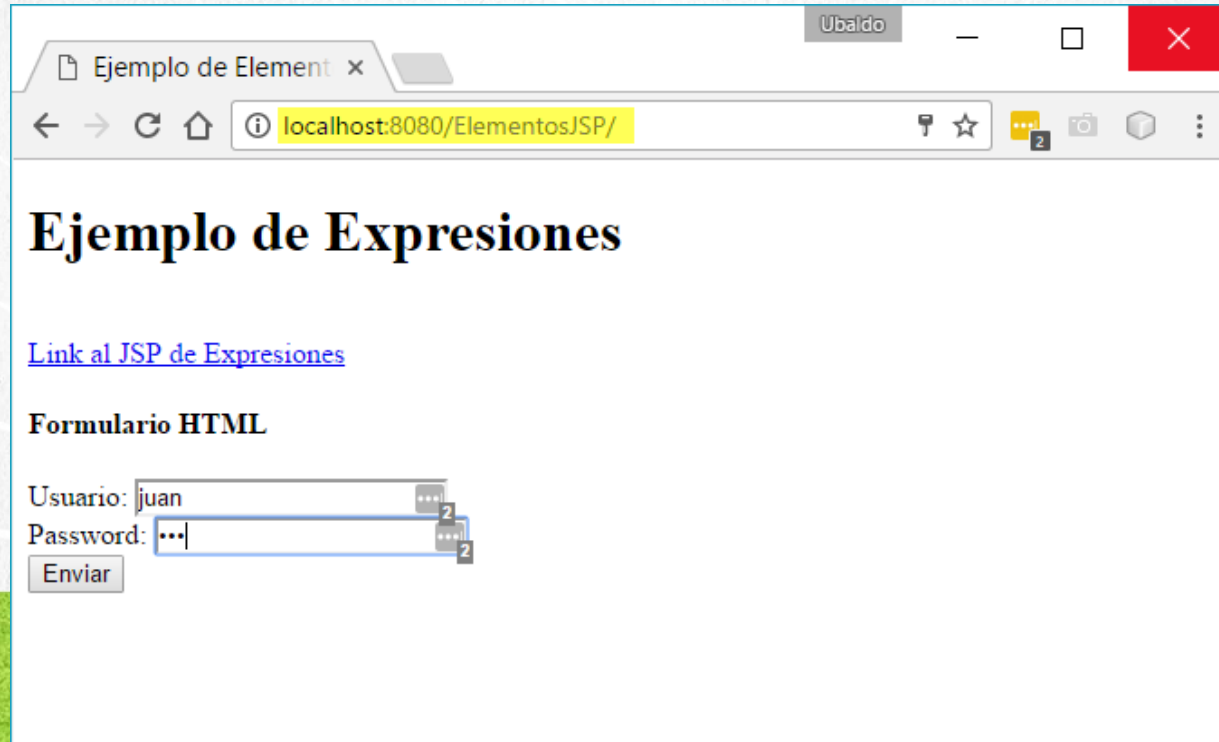 Ubaldo
Ejemplo de Element
localhost:8080/ElementosJSP/
2
Ejemplo de Expresiones
Link al JSP de Expresiones
Formulario HTML
Usuario: juan
2
Password: •••
2
Enviar